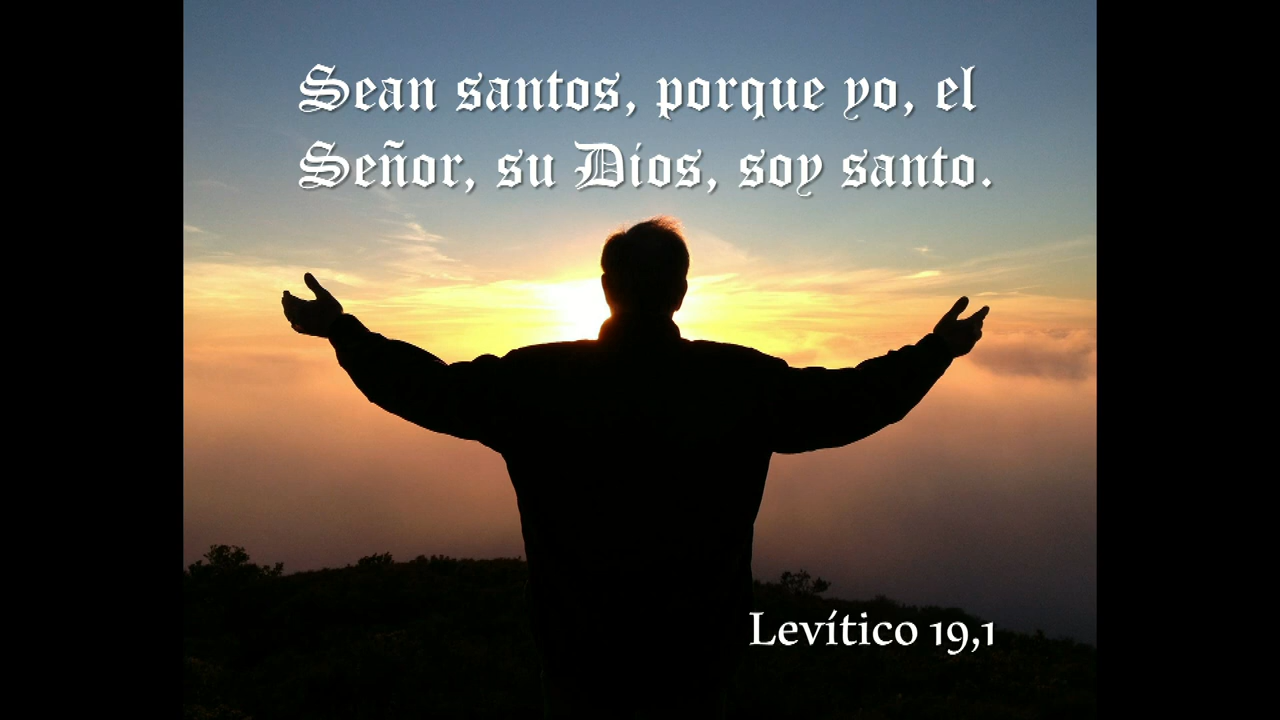 Sean santos, porque yo, el
Señor, su Dios, soy santo.
Levítico 19,1